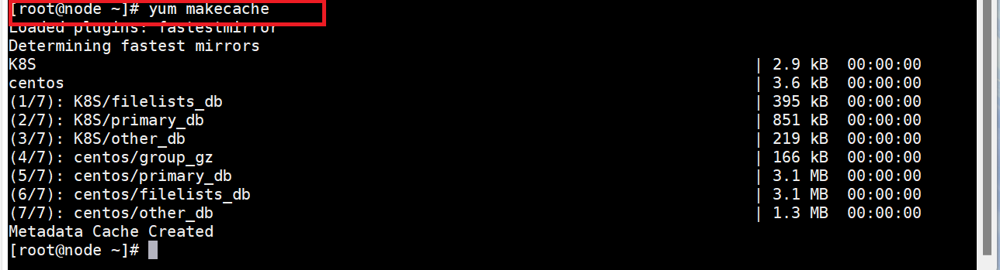 [root@node ~]# yum makecache
Loaded plugins: fastestmirror
Determining fastest mirrors
K8S | 2.9 kB 00:00:00
centos | 3.6 kB 00:00:00
(1/7): K8S/filelists_db | 395 kB 00:00:00
(2/7): K8S/primary_db | 851 kB 00:00:00
(3/7): K8S/other_db | 219 kB 00:00:00
(4/7): centos/group_gz | 166 kB 00:00:00
(5/7): centos/primary_db | 3.1 MB 00:00:00
(6/7): centos/filelists_db | 3.1 MB 00:00:00
(7/7): centos/other_db | 1.3 MB 00:00:00
Metadata Cache Created
[root@node ~]#